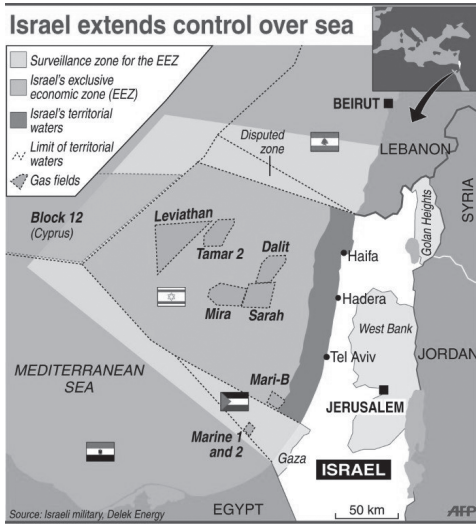 Israel extends control over sea
Surveillance zone for the EEZ
Israel's exclusive
economic zone (EEZ)
Israel's territorial
waters
Limit of territorial
waters
Gas fields
BEIRUT
Disputed
zone
LEBANON
SYRIA
Golan Heights
Block 12
(Cyprus)
Leviathan
Tamar 2
Dalit
Haifa
Mira
Sarah
Hadera
West Bank
Tel Aviv
JORDAN
MEDITERRANEAN
SEA
Mari-B
JERUSALEM
Marine 1
and 2
Gaza
ISRAEL
EGYPT
50 km
Source: Israeli military, Delek Energy
AFP